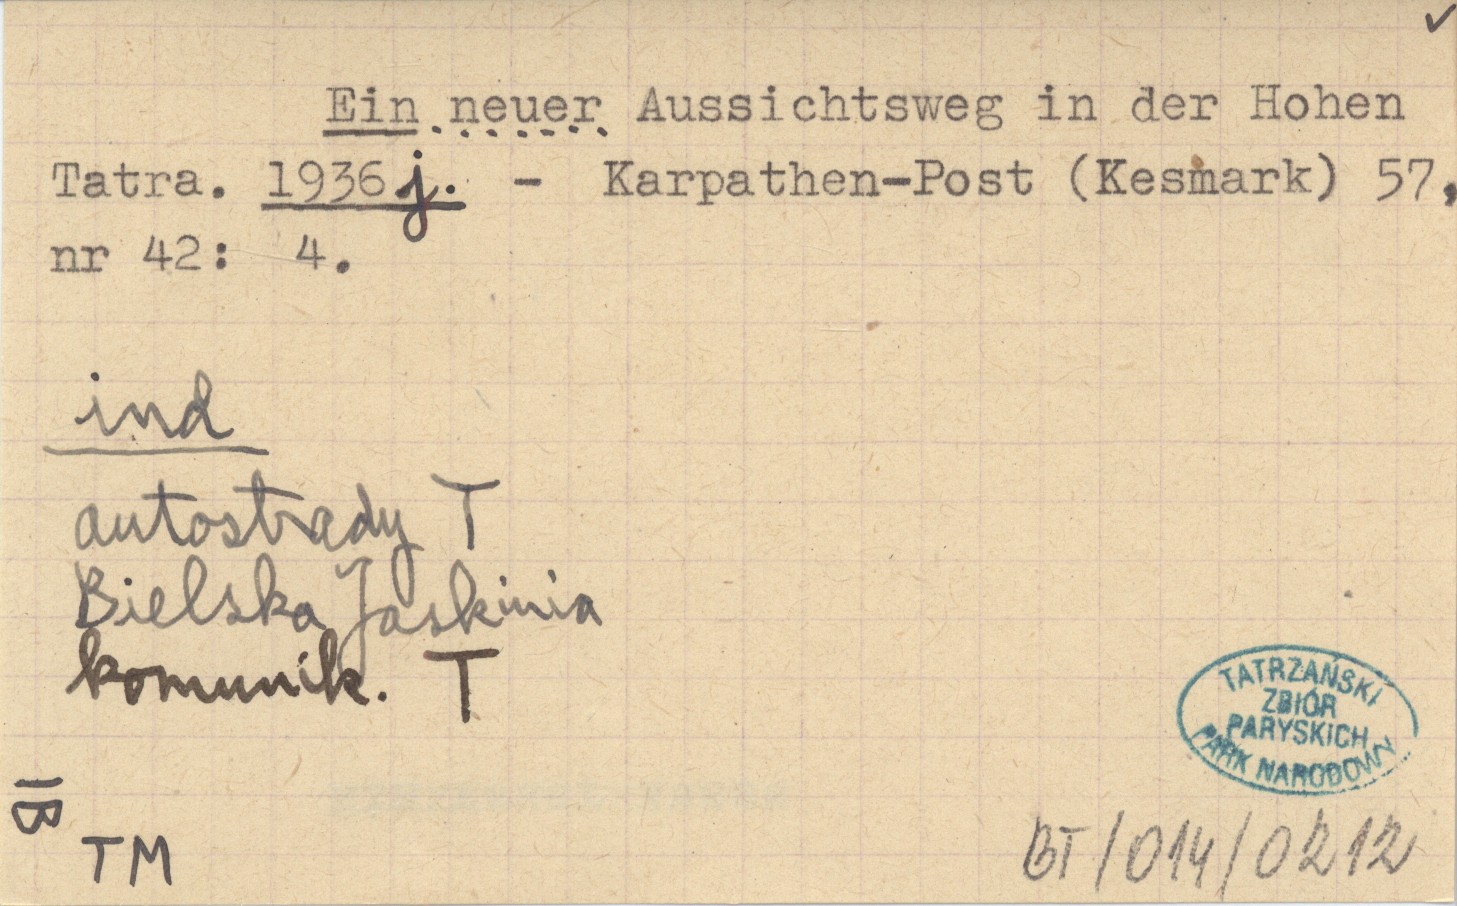 ✓
Ein neuer Aussichtsweg in der Hohen
Tatra. 1936 j. - Karpathen-Post (Kesmark) 57,
nr 42: 4.
ind
autostrady T
Bielska Jaskinia
komunik. T
TATRZAŃSKI
ZBIÓR
PARYSKICH
PARK NARODOWY
IB
TM
BT/014/0212